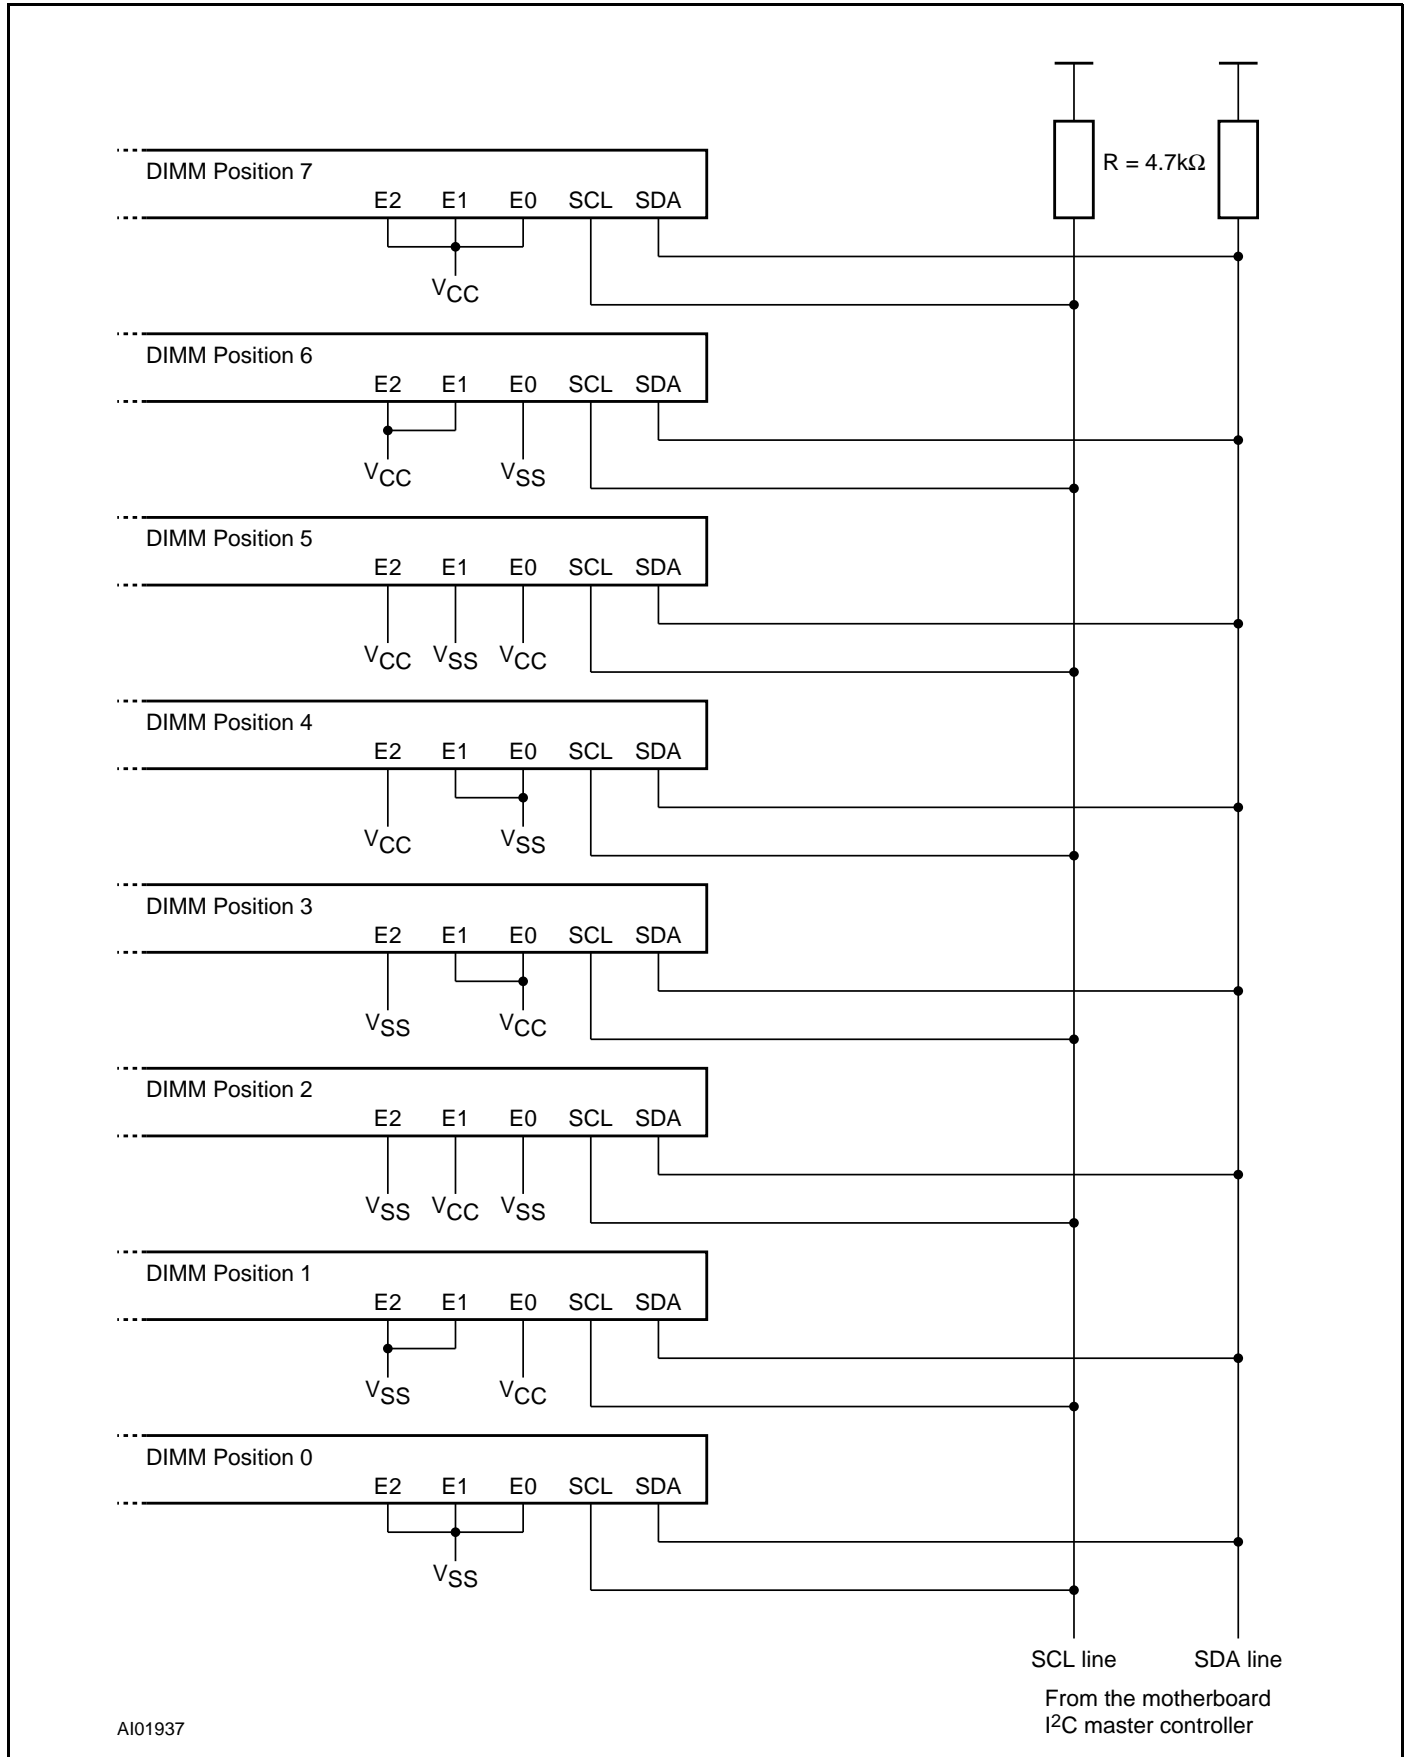 R = 4.7kΩ
DIMM Position 7
E2 E1 E0 SCL SDA
VCC
DIMM Position 6
E2 E1 E0 SCL SDA
VCC VSS
DIMM Position 5
E2 E1 E0 SCL SDA
VCC VSS VCC
DIMM Position 4
E2 E1 E0 SCL SDA
VCC VSS
DIMM Position 3
E2 E1 E0 SCL SDA
VSS VCC
DIMM Position 2
E2 E1 E0 SCL SDA
VSS VCC VSS
DIMM Position 1
E2 E1 E0 SCL SDA
VSS VCC
DIMM Position 0
E2 E1 E0 SCL SDA
VSS
SCL line SDA line
From the motherboard
I2C master controller
AI01937